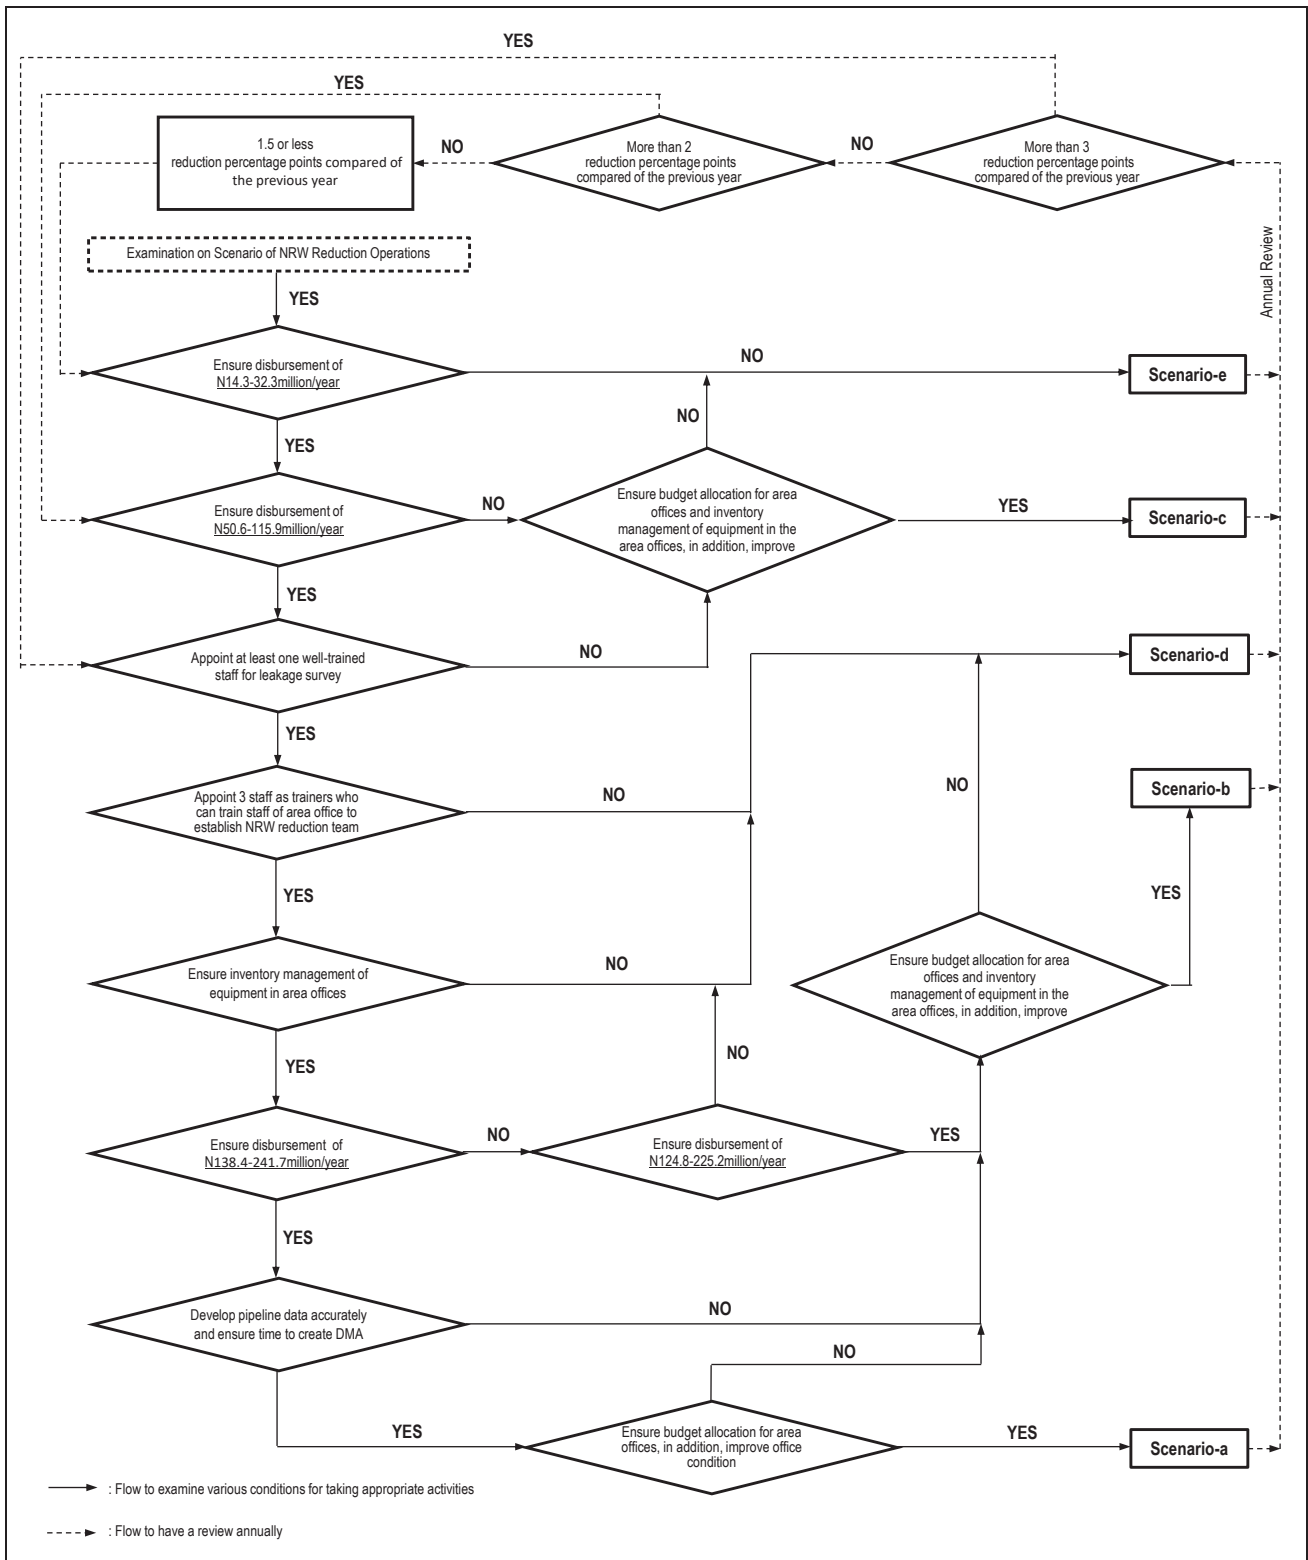 YES
YES
1.5 or less
reduction percentage points compared of
the previous year
NO
More than 2
reduction percentage points
compared of the previous year
NO
More than 3
reduction percentage points
compared of the previous year
Annual Review
Examination on Scenario of NRW Reduction Operations
YES
Ensure disbursement of
N14.3-32.3million/year
NO
Scenario-e
NO
YES
Ensure disbursement of
N50.6-115.9million/year
NO
Ensure budget allocation for area
offices and inventory
management of equipment in the
area offices, in addition, improve
YES
Scenario-c
YES
Appoint at least one well-trained
staff for leakage survey
NO
Scenario-d
YES
Appoint 3 staff as trainers who
can train staff of area office to
establish NRW reduction team
NO
NO
Scenario-b
YES
YES
Ensure inventory management of
equipment in area offices
NO
Ensure budget allocation for area
offices and inventory
management of equipment in the
area offices, in addition, improve
NO
YES
Ensure disbursement of
N138.4-241.7million/year
NO
Ensure disbursement of
N124.8-225.2million/year
YES
YES
Develop pipeline data accurately
and ensure time to create DMA
NO
NO
YES
Ensure budget allocation for area
offices, in addition, improve office
condition
YES
Scenario-a
: Flow to examine various conditions for taking appropriate activities
: Flow to have a review annually